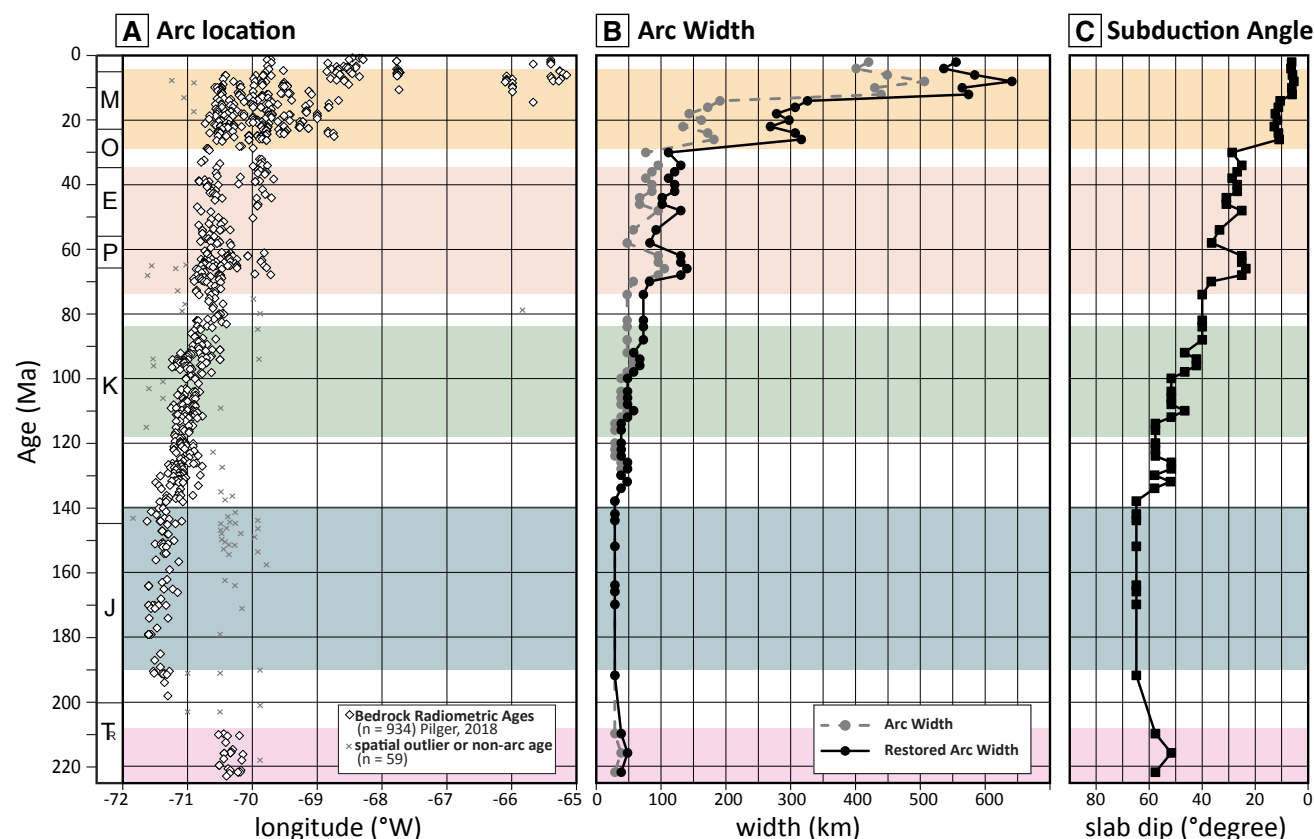 A Arc location
B Arc Width
C Subduction Angle
Age (Ma)
0
20
40
60
80
100
120
140
160
180
200
220
M
O
E
P
K
J
TR
Bedrock Radiometric Ages
(n = 934) Pilger, 2018
spatial outlier or non-arc age
(n = 59)
-72 -71 -70 -69 -68 -67 -66 -65
longitude (°W)
Arc Width
Restored Arc Width
0 100 200 300 400 500 600
width (km)
80 60 40 20 0
slab dip (°degree)